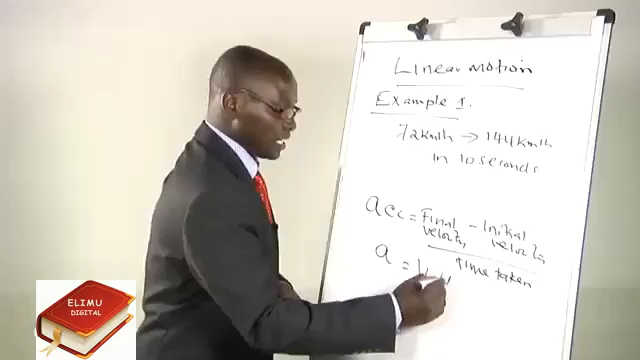 Linear motion
Example 1.
72km/h → 144km/h
in 10 seconds
acc = Final velocity - Initial velocity
Time taken
a =
ELIMU
DIGITAL